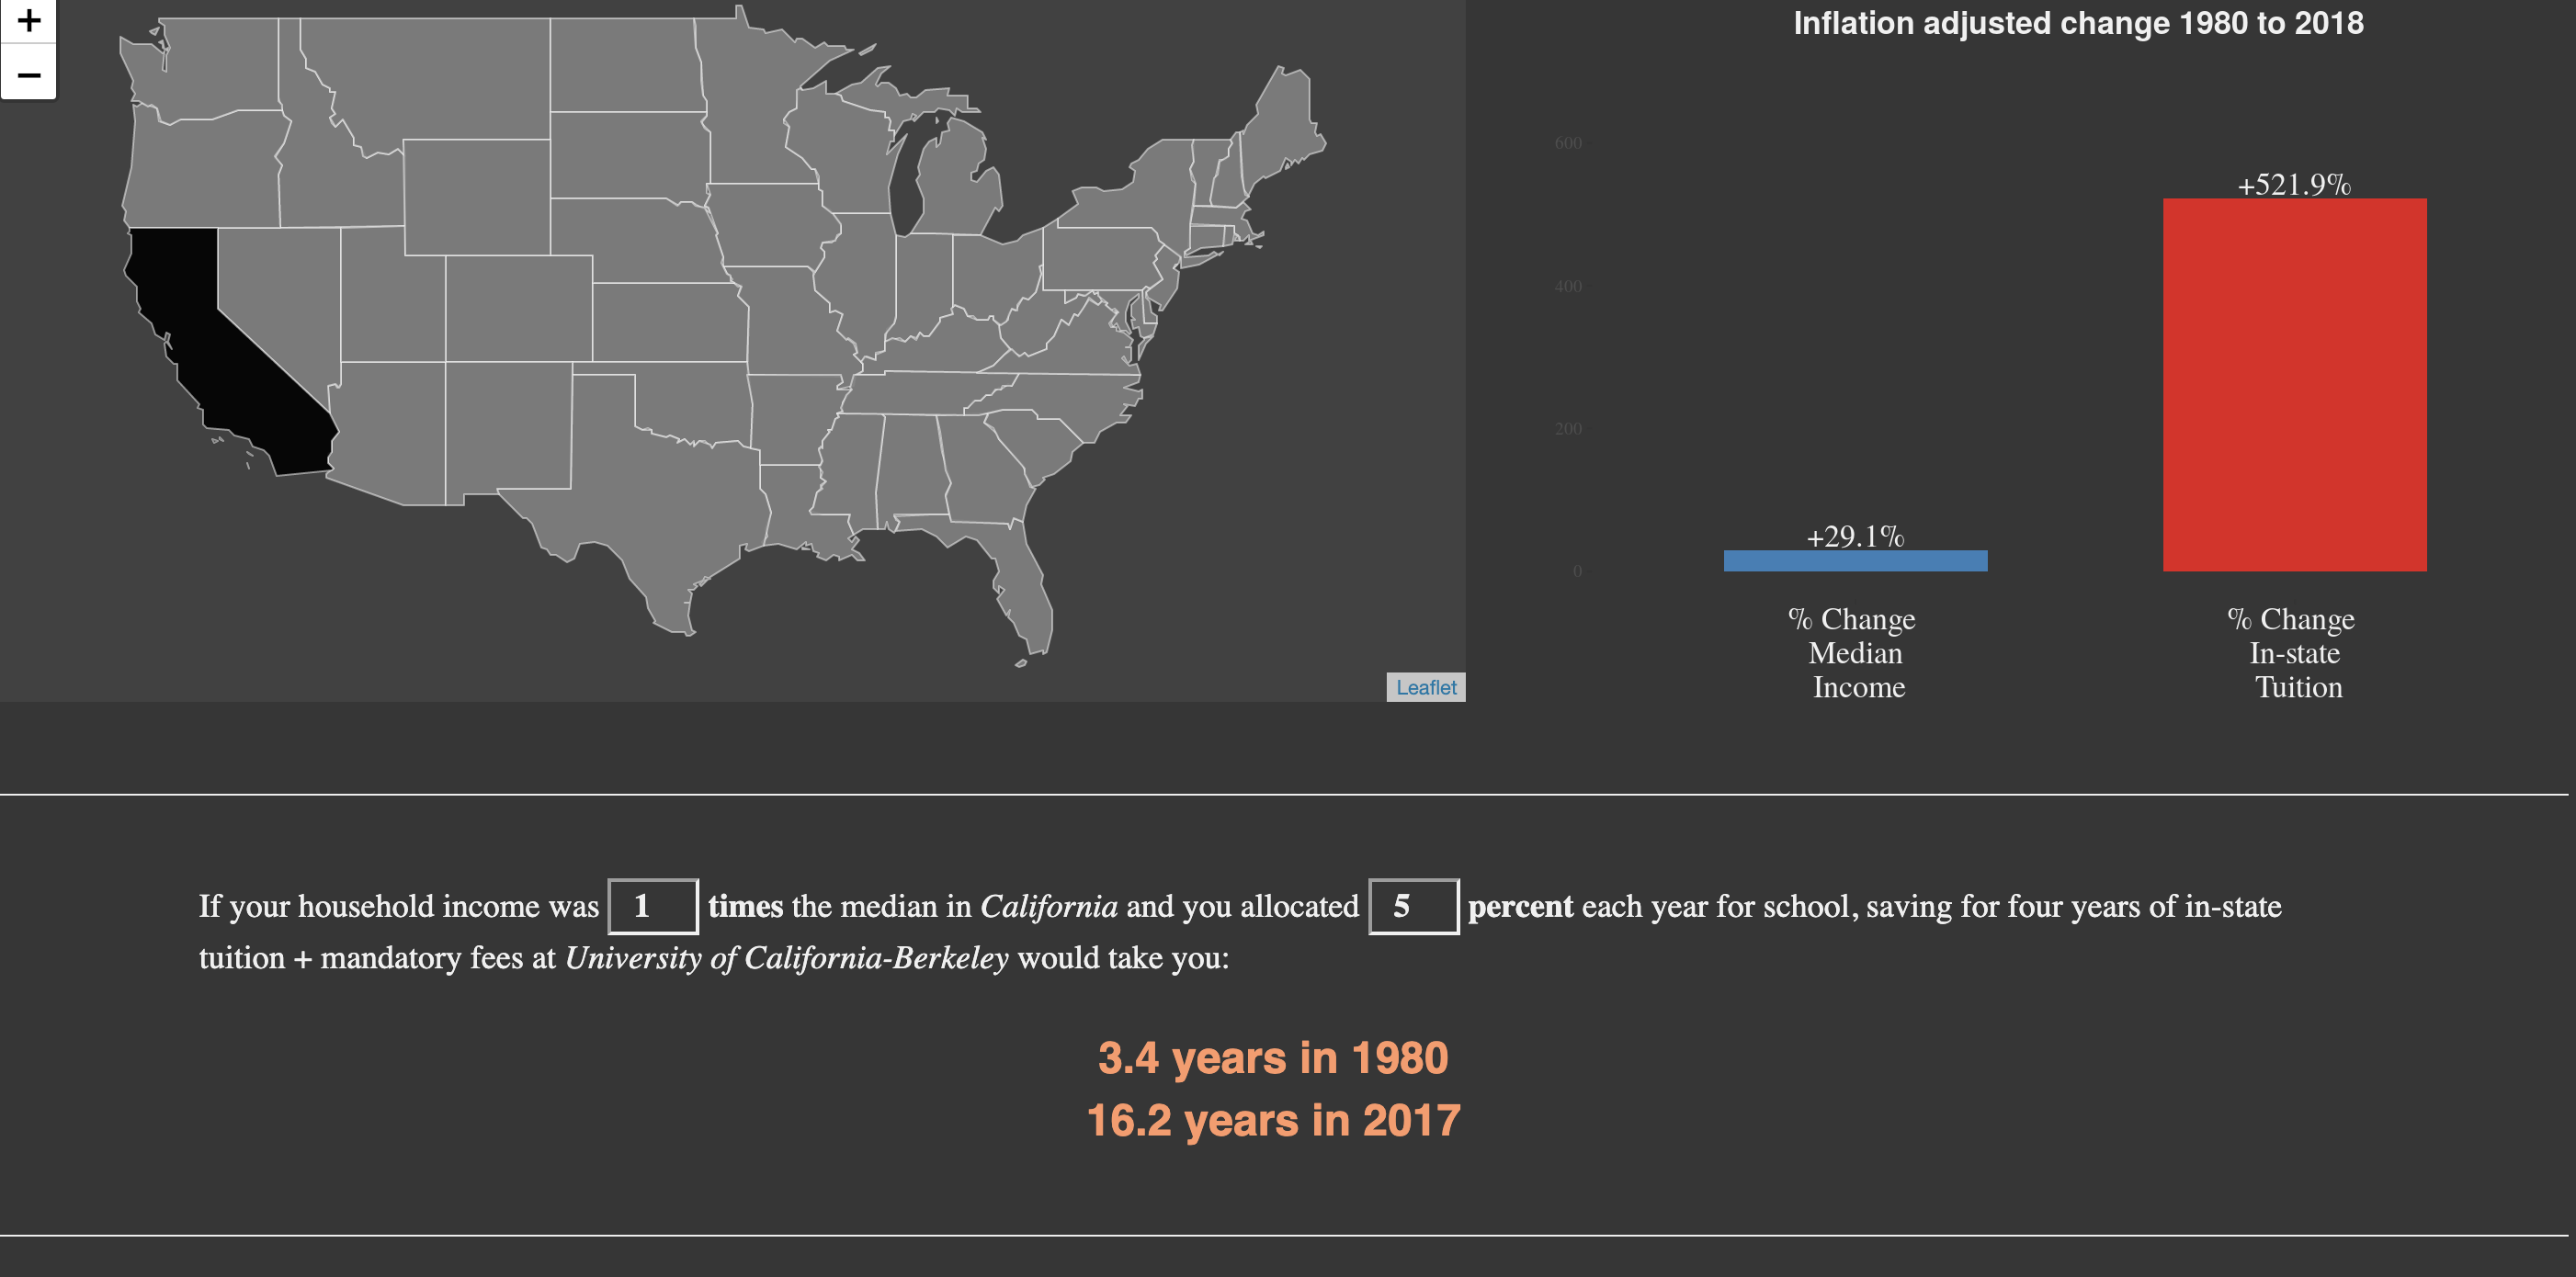 +
−
Inflation adjusted change 1980 to 2018
600
400
200
0
+521.9%
+29.1%
% Change
Median
Income
% Change
In-state
Tuition
Leaflet
If your household income was 1 times the median in California and you allocated 5 percent each year for school, saving for four years of in-state
tuition + mandatory fees at University of California-Berkeley would take you:
3.4 years in 1980
16.2 years in 2017